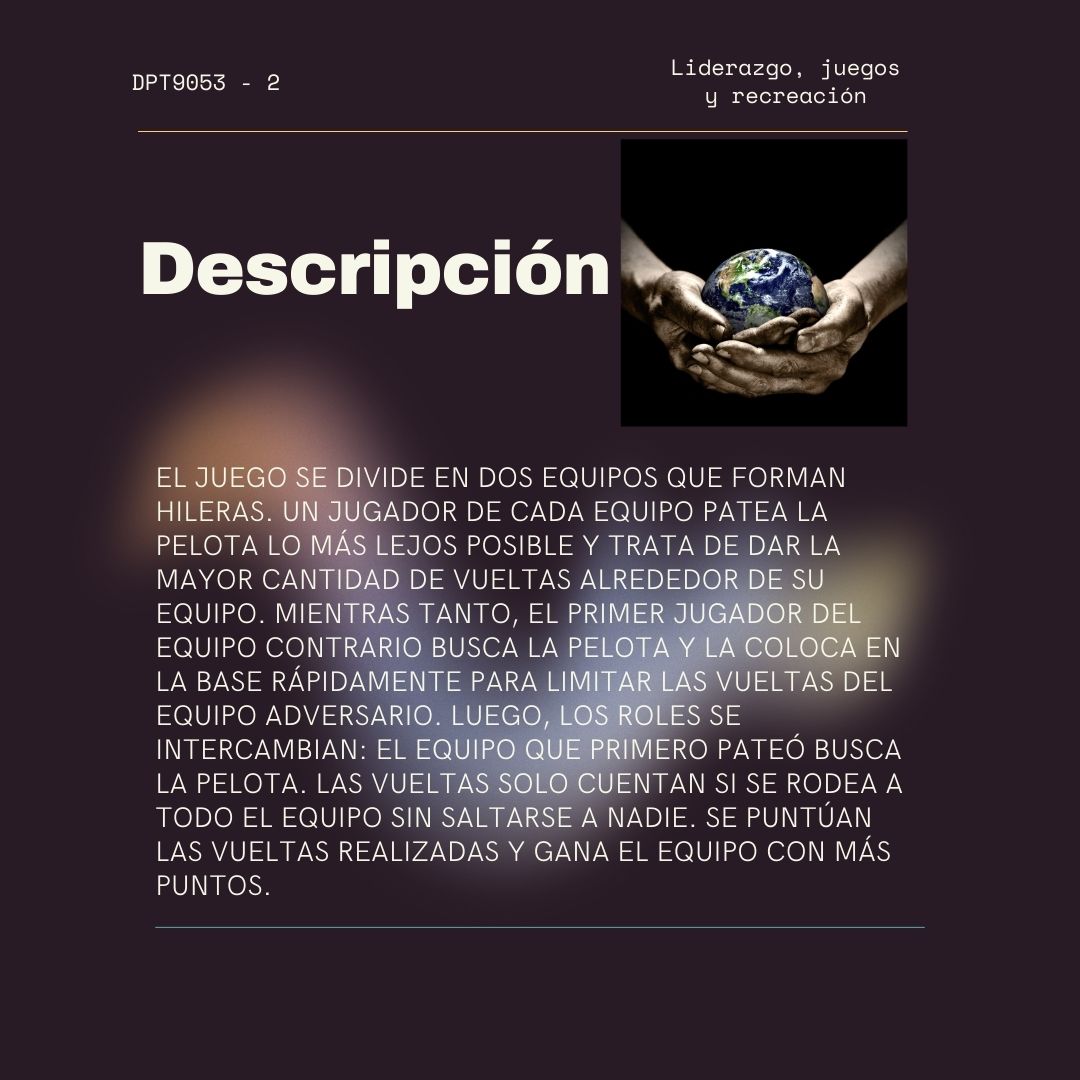 DPT9053 - 2
Liderazgo, juegos
y recreación
Descripción
EL JUEGO SE DIVIDE EN DOS EQUIPOS QUE FORMAN
HILERAS. UN JUGADOR DE CADA EQUIPO PATEA LA
PELOTA LO MÁS LEJOS POSIBLE Y TRATA DE DAR LA
MAYOR CANTIDAD DE VUELTAS ALREDEDOR DE SU
EQUIPO. MIENTRAS TANTO, EL PRIMER JUGADOR DEL
EQUIPO CONTRARIO BUSCA LA PELOTA Y LA COLOCA EN
LA BASE RÁPIDAMENTE PARA LIMITAR LAS VUELTAS DEL
EQUIPO ADVERSARIO. LUEGO, LOS ROLES SE
INTERCAMBIAN: EL EQUIPO QUE PRIMERO PATEÓ BUSCA
LA PELOTA. LAS VUELTAS SOLO CUENTAN SI SE RODEA A
TODO EL EQUIPO SIN SALTARSE A NADIE. SE PUNTÚAN
LAS VUELTAS REALIZADAS Y GANA EL EQUIPO CON MÁS
PUNTOS.